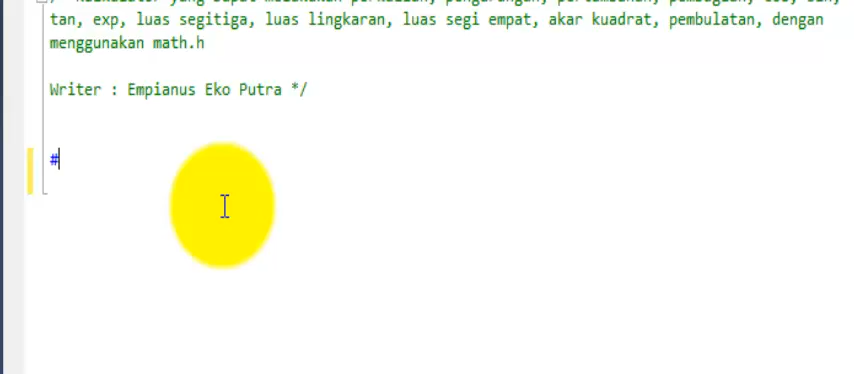 tan, exp, luas segitiga, luas lingkaran, luas segi empat, akar kuadrat, pembulatan, dengan
menggunakan math.h
Writer : Empianus Eko Putra */
#